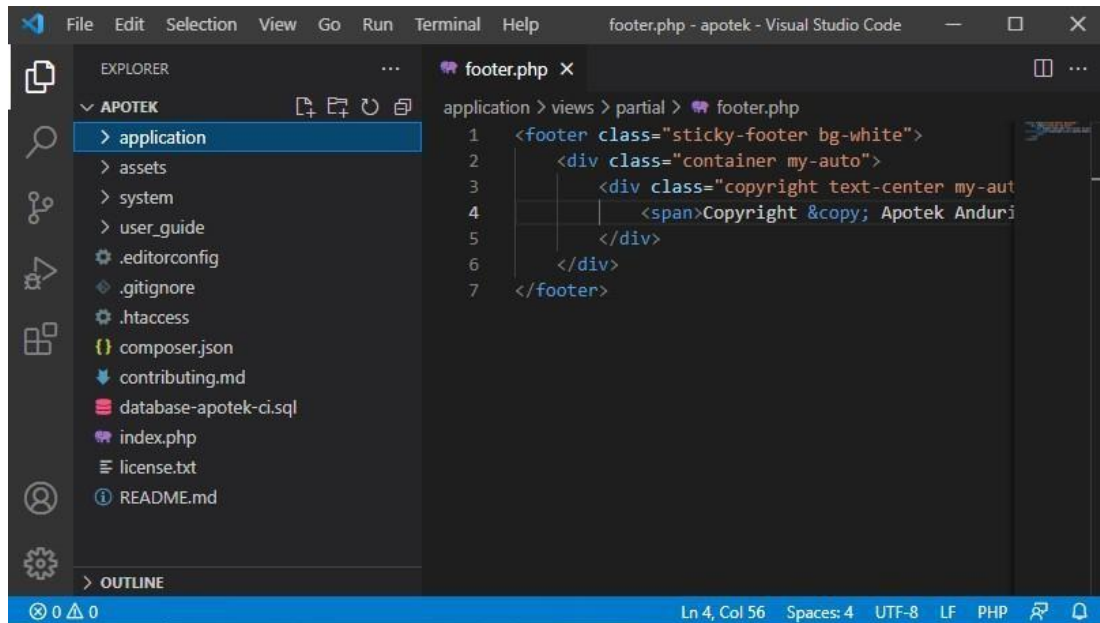 File Edit Selection View Go Run Terminal Help footer.php - apotek - Visual Studio Code
EXPLORER
APOTEK
application
assets
system
user_guide
.editorconfig
.gitignore
.htaccess
composer.json
contributing.md
database-apotek-ci.sql
index.php
license.txt
README.md
OUTLINE
footer.php
application > views > partial > footer.php
1 <footer class="sticky-footer bg-white">
2 <div class="container my-auto">
3 <div class="copyright text-center my-aut
4 <span>Copyright &copy; Apotek Anduri
5 </div>
6 </div>
7 </footer>
0 0 Ln 4, Col 56 Spaces: 4 UTF-8 LF PHP